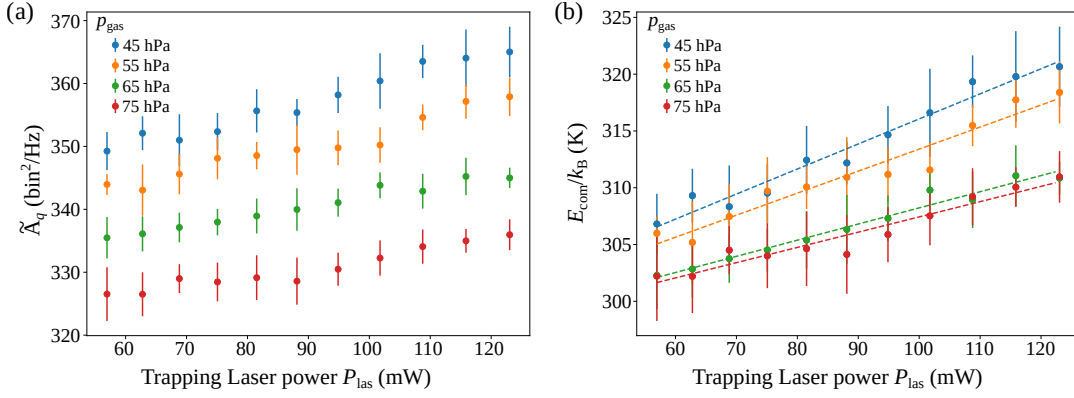 (a)
370
360
350
340
330
320
Ã_q (bin²/Hz)
p_gas
45 hPa
55 hPa
65 hPa
75 hPa
60 70 80 90 100 110 120
Trapping Laser power P_las (mW)
(b)
325
320
315
310
305
300
E_com/k_B (K)
p_gas
45 hPa
55 hPa
65 hPa
75 hPa
60 70 80 90 100 110 120
Trapping Laser power P_las (mW)